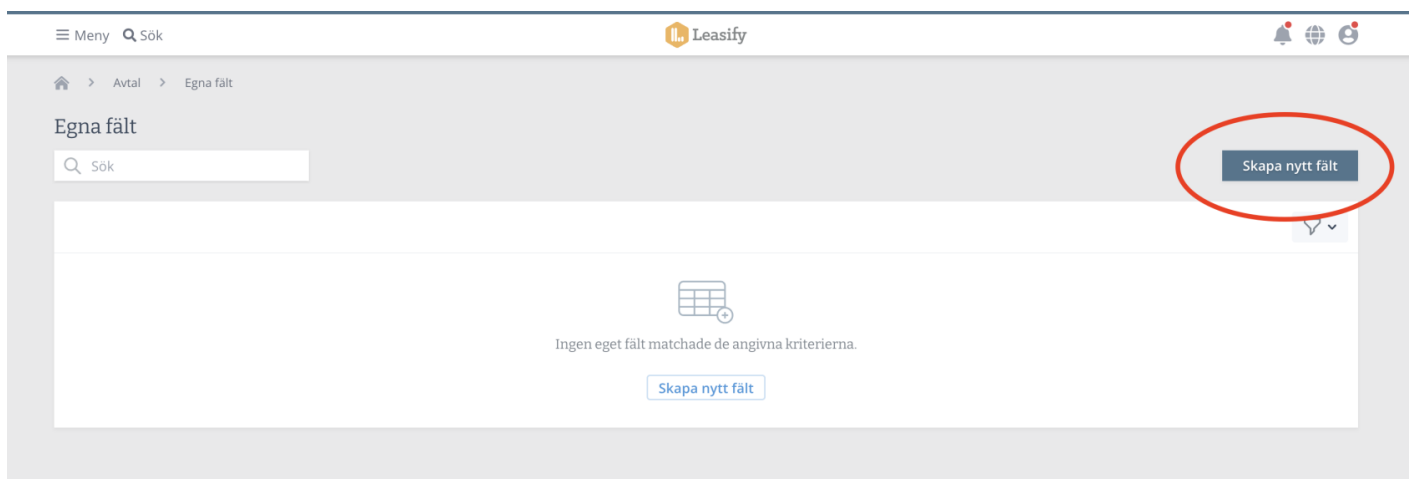 Meny Sök Leasify
Avtal Egna fält
Egna fält
Sök Skapa nytt fält
Ingen eget fält matchade de angivna kriterierna.
Skapa nytt fält